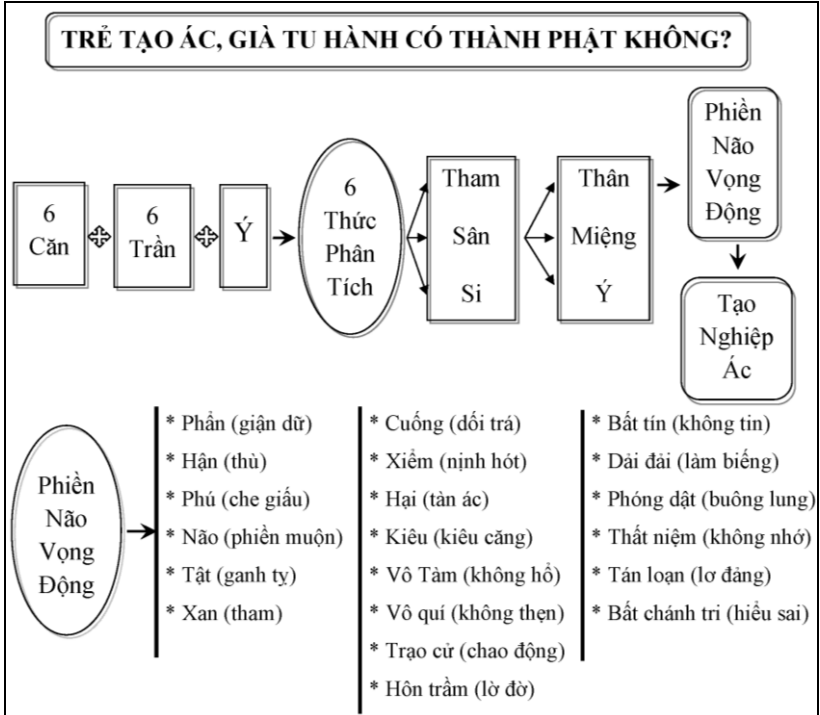 TRẺ TẠO ÁC, GIÀ TU HÀNH CÓ THÀNH PHẬT KHÔNG?
6
Căn
6
Trần
Ý
6
Thức
Phân
Tích
Tham
Sân
Si
Thân
Miệng
Ý
Phiền
Não
Vọng
Động
Tạo
Nghiệp
Ác
Phiền
Não
Vọng
Động
* Phẩn (giận dữ)
* Hận (thù)
* Phú (che giấu)
* Não (phiền muộn)
* Tật (ganh tỵ)
* Xan (tham)
* Cuống (dối trá)
* Xiểm (nịnh hót)
* Hại (tàn ác)
* Kiêu (kiêu căng)
* Vô Tàm (không hổ)
* Vô quí (không thẹn)
* Trạo cử (chao động)
* Hôn trầm (lờ đờ)
* Bất tín (không tin)
* Dải đải (làm biếng)
* Phóng dật (buông lung)
* Thất niệm (không nhớ)
* Tán loạn (lơ đảng)
* Bất chánh tri (hiểu sai)